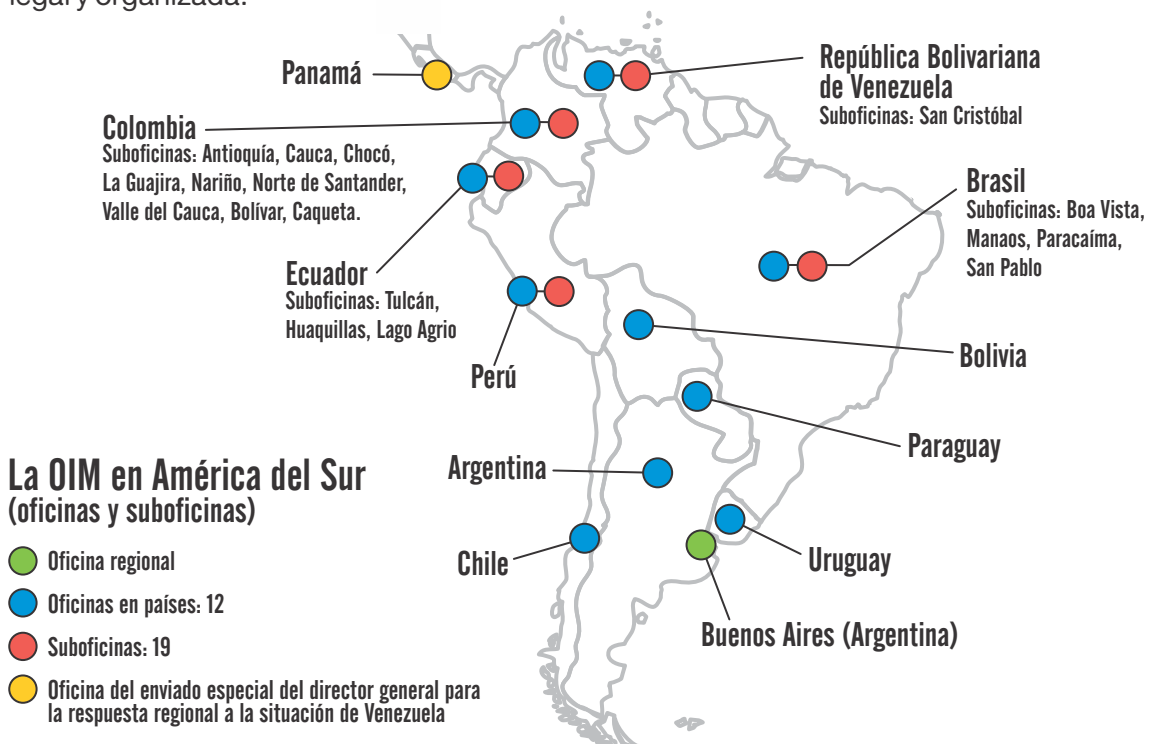 legal y organizada.
Panamá
República Bolivariana
de Venezuela
Suboficinas: San Cristóbal
Colombia
Suboficinas: Antioquía, Cauca, Chocó,
La Guajira, Nariño, Norte de Santander,
Valle del Cauca, Bolívar, Caqueta.
Brasil
Suboficinas: Boa Vista,
Manaos, Paracaíma,
San Pablo
Ecuador
Suboficinas: Tulcán,
Huaquillas, Lago Agrio
Perú
Bolivia
Paraguay
Argentina
Chile
Uruguay
Buenos Aires (Argentina)
La OIM en América del Sur
(oficinas y suboficinas)
Oficina regional
Oficinas en países: 12
Suboficinas: 19
Oficina del enviado especial del director general para
la respuesta regional a la situación de Venezuela